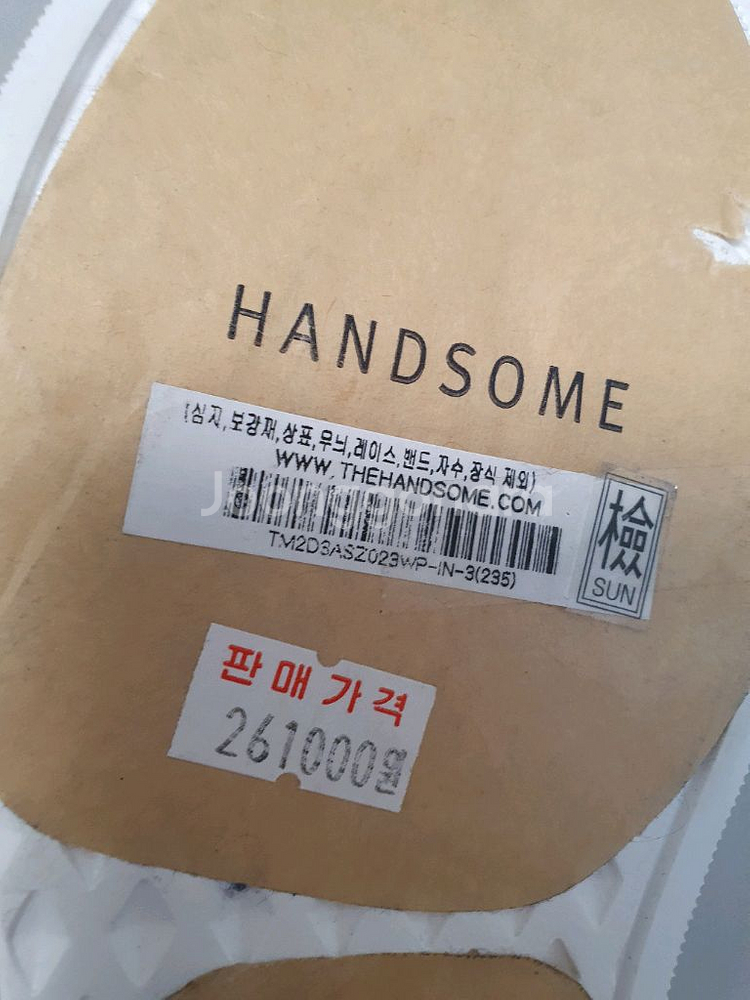 HANDSOME
(심지,보강재,상표,무늬,레이스,밴드,자수,장식 제외)
WWW.THEHANDSOME.COM
Joonggonara
TM2D3ASZ023WP-IN-3(235)
檢
SUN
판매가격
261000원